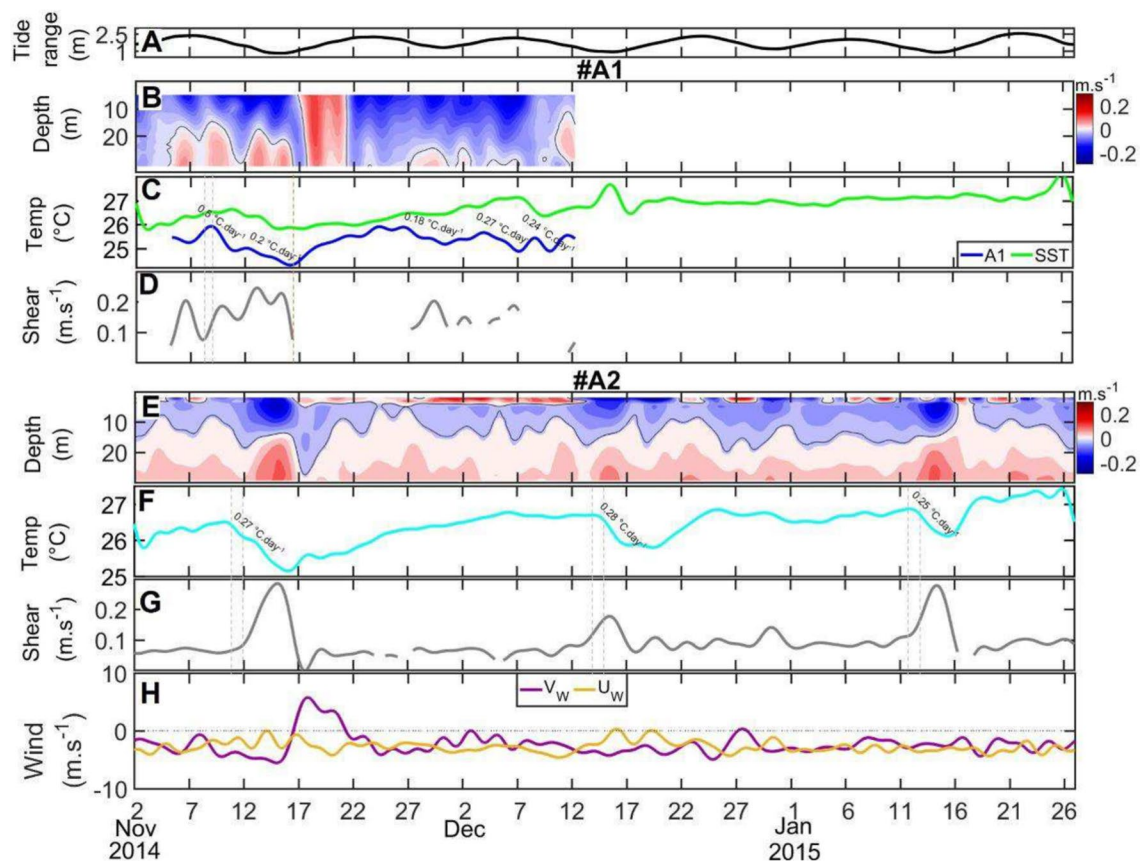 Tide range (m)
2.5
1
A
#A1
Depth (m)
10
20
B
m.s-1
0.2
0
-0.2
Temp (°C)
27
26
25
C
0.5 °C.day-1
0.2 °C.day-1
0.18 °C.day-1
0.27 °C.day-1
0.24 °C.day-1
A1 SST
Shear (m.s-1)
0.2
0.1
D
#A2
Depth (m)
10
20
E
m.s-1
0.2
0
-0.2
Temp (°C)
27
26
25
F
0.27 °C.day-1
0.28 °C.day-1
0.25 °C.day-1
Shear (m.s-1)
0.2
0.1
G
Wind (m.s-1)
10
0
-10
H
VW UW
2 7 12 17 22 27 2 7 12 17 22 27 1 6 11 16 21 26
Nov Dec Jan
2014 2015